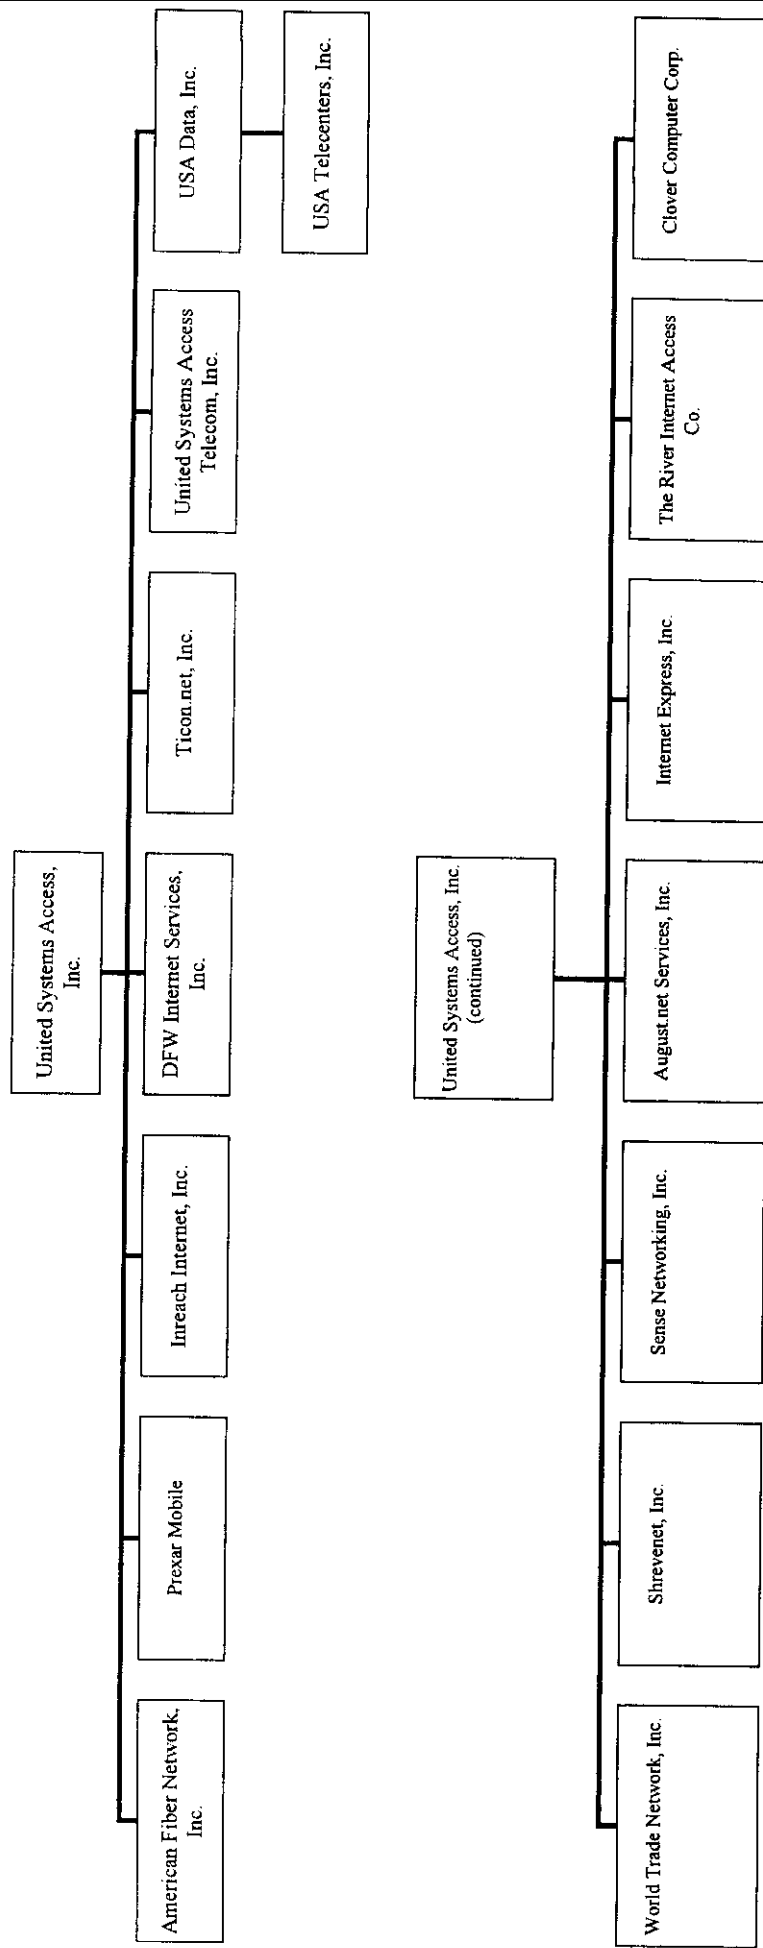 United Systems Access,
Inc.
American Fiber Network,
Inc.
Prexar Mobile
Inreach Internet, Inc.
DFW Internet Services,
Inc.
Ticon.net, Inc.
United Systems Access
Telecom, Inc.
USA Data, Inc.
USA Telecenters, Inc.
United Systems Access, Inc.
(continued)
World Trade Network, Inc.
Shrevenet, Inc.
Sense Networking, Inc.
August.net Services, Inc.
Internet Express, Inc.
The River Internet Access
Co.
Clover Computer Corp.